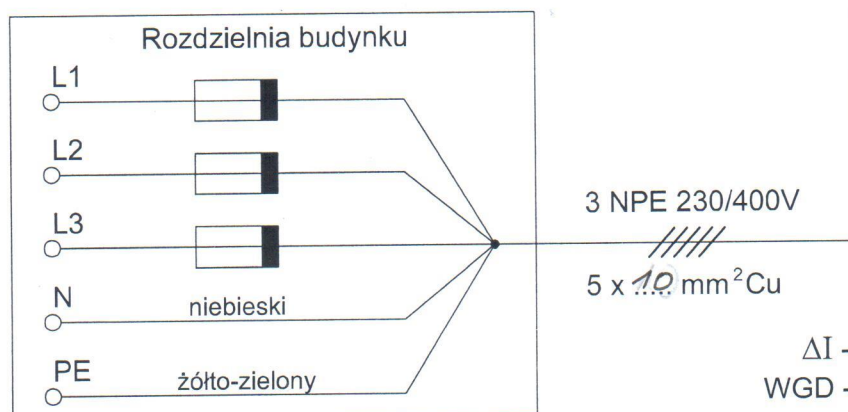 Rozdzielnia budynku
L1
L2
L3
3 NPE 230/400V
5 x 10 mm²Cu
N niebieski
PE żółto-zielony
ΔI -
WGD -